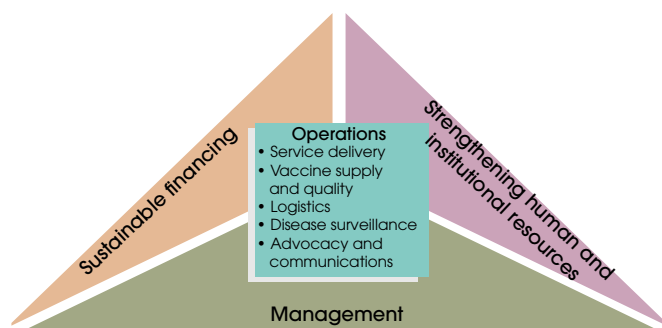 Sustainable financing
Strengthening human and
institutional resources
Operations
• Service delivery
• Vaccine supply
and quality
• Logistics
• Disease surveillance
• Advocacy and
communications
Management